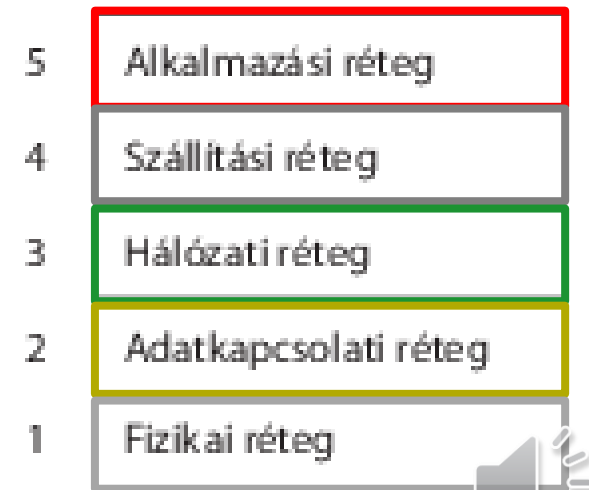 5 Alkalmazási réteg
4 Szállítási réteg
3 Hálózati réteg
2 Adatkapcsolati réteg
1 Fizikai réteg